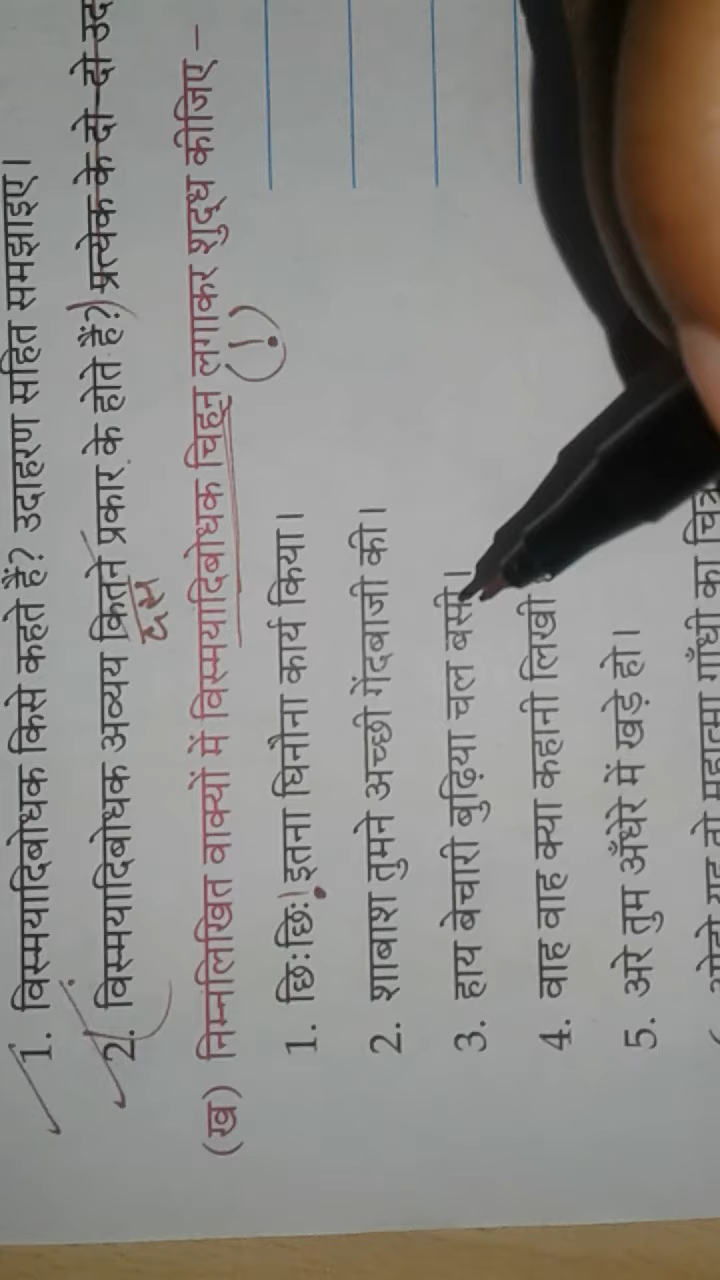 1. विस्मयादिबोधक किसे कहते हैं? उदाहरण सहित समझाइए।
2. विस्मयादिबोधक अव्यय कितने प्रकार के होते हैं? प्रत्येक के दो-दो
दस
(ख) निम्नलिखित वाक्यों में विस्मयादिबोधक चिह्न लगाकर शुद्ध कीजिए –
(!)
1. छिःछिः! इतना घिनौना कार्य किया।
2. शाबाश तुमने अच्छी गेंदबाजी की।
3. हाय बेचारी बुढ़िया चल बसी।
4. वाह वाह क्या कहानी लिखी
5. अरे तुम अँधेरे में खड़े हो।
महात्मा गाँधी का चित्र